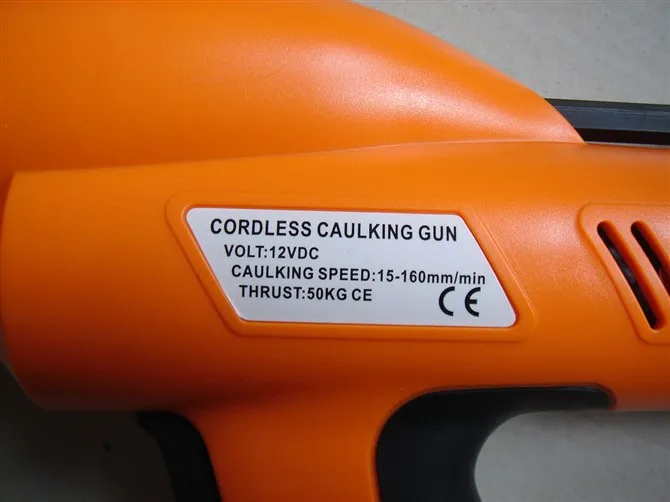 CORDLESS CAULKING GUN
VOLT:12VDC
CAULKING SPEED:15-160mm/min
THRUST:50KG CE
CE